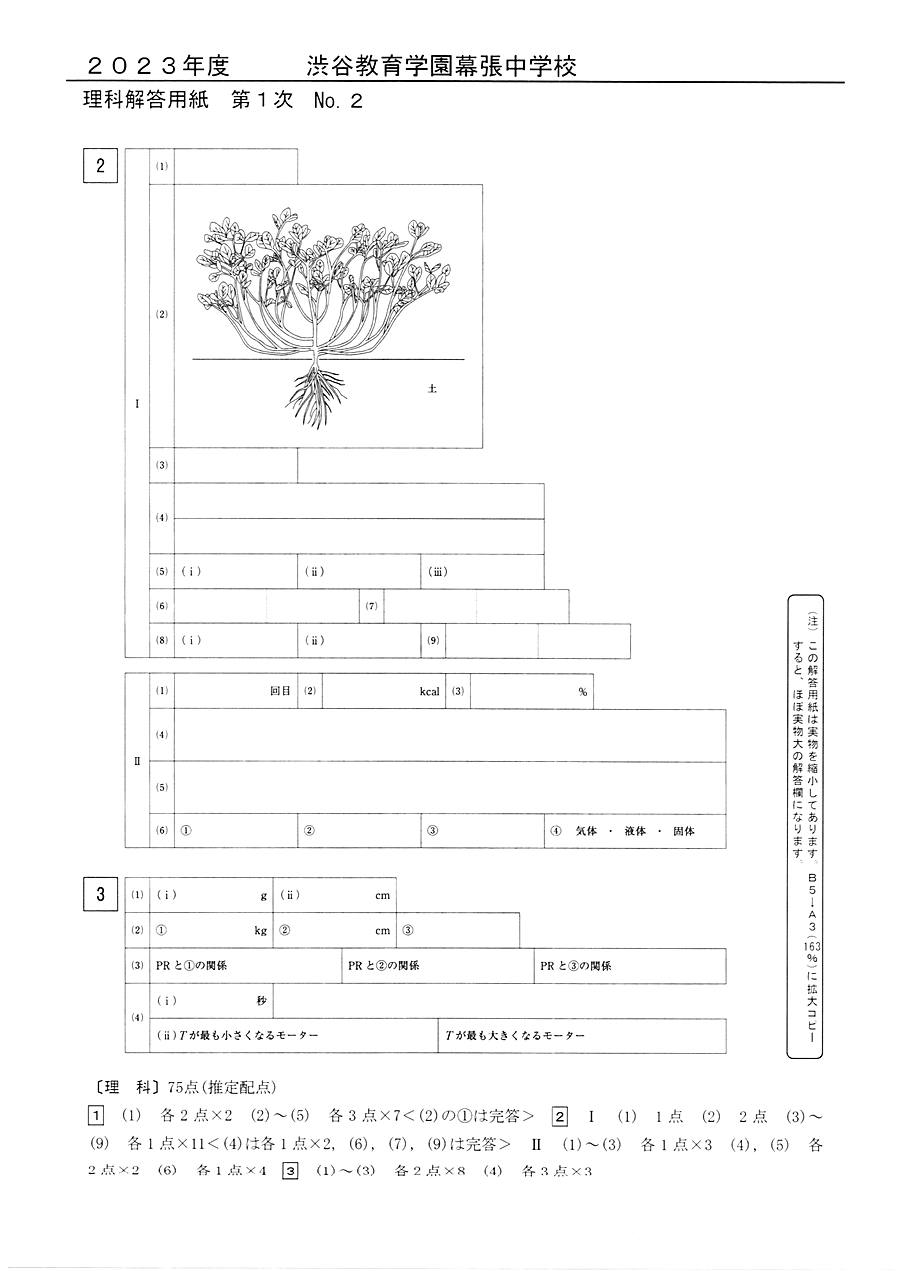 2023年度 渋谷教育学園幕張中学校
理科解答用紙 第1次 No.2
2
Ⅰ
(1)
(2)
土
(3)
(4)
(5) (ⅰ) (ⅱ) (ⅲ)
(6) (7)
(8) (ⅰ) (ⅱ) (9)
Ⅱ
(1) 回目 (2) kcal (3) %
(4)
(5)
(6) ① ② ③ ④ 気体 ・ 液体 ・ 固体
3
(1) (ⅰ) g (ⅱ) cm
(2) ① kg ② cm ③
(3) PRと①の関係 PRと②の関係 PRと③の関係
(4)
(ⅰ) 秒
(ⅱ)Tが最も小さくなるモーター Tが最も大きくなるモーター
(注) この解答用紙は実物を縮小してあります。B5→A3(163%)に拡大コピー
すると、ほぼ実物大の解答欄になります。
〔理 科〕75点(推定配点)
1 (1) 各2点×2 (2)〜(5) 各3点×7<(2)の①は完答> 2 Ⅰ (1) 1点 (2) 2点 (3)〜
(9) 各1点×11<(4)は各1点×2, (6), (7), (9)は完答> Ⅱ (1)〜(3) 各1点×3 (4), (5) 各
2点×2 (6) 各1点×4 3 (1)〜(3) 各2点×8 (4) 各3点×3